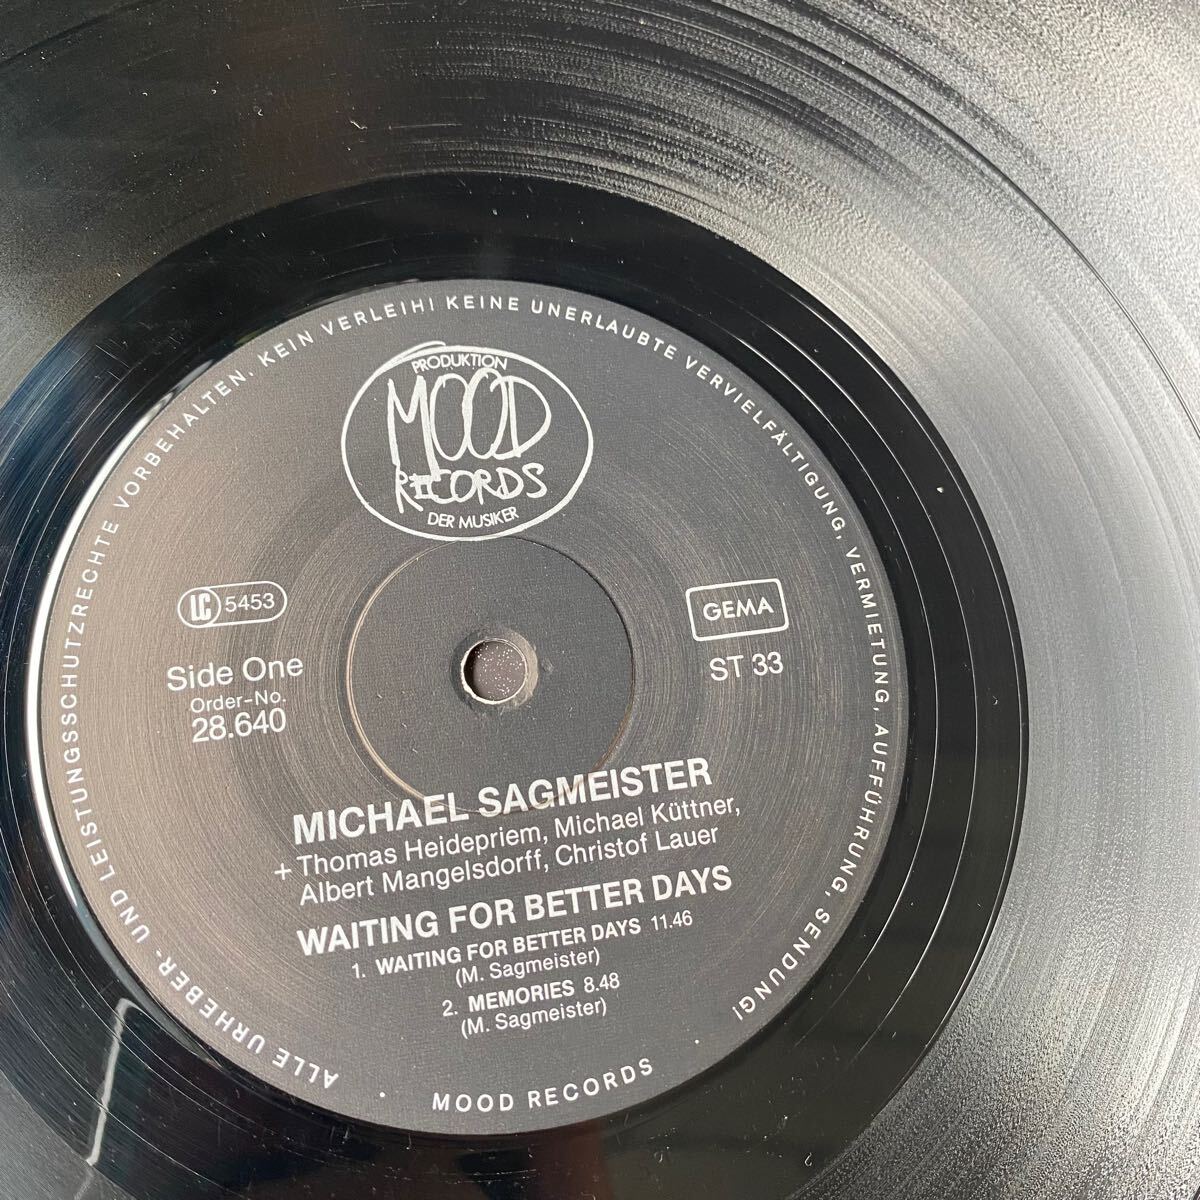 ALLE URHEBER- UND LEISTUNGSSCHUTZRECHTE VORBEHALTEN. KEIN VERLEIH! KEINE UNERLAUBTE VERVIELFÄLTIGUNG, VERMIETUNG, AUFFÜHRUNG, SENDUNG!
PRODUKTION
MOOD
RECORDS
DER MUSIKER
LC 5453
Side One
Order-No.
28.640
GEMA
ST 33
MICHAEL SAGMEISTER
+ Thomas Heidepriem, Michael Küttner,
Albert Mangelsdorff, Christof Lauer
WAITING FOR BETTER DAYS
1. WAITING FOR BETTER DAYS 11.46
(M. Sagmeister)
2. MEMORIES 8.48
(M. Sagmeister)
· MOOD RECORDS ·